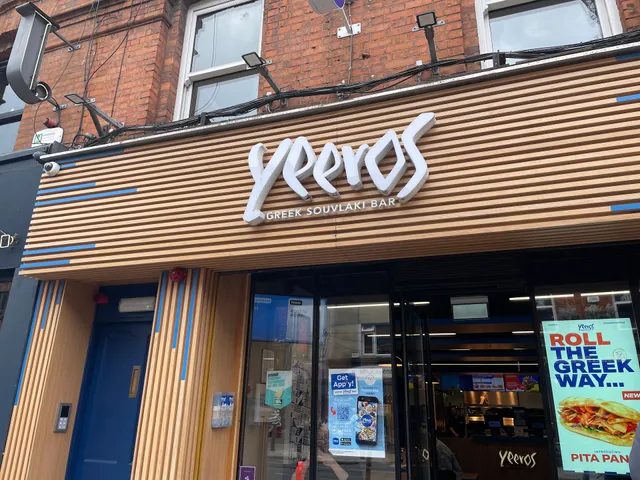 yeeros
GREEK SOUVLAKI BAR
Get
App'y!
yeeros
ROLL
THE
GREEK
WAY...
NEW
PITA PAN
yeeros